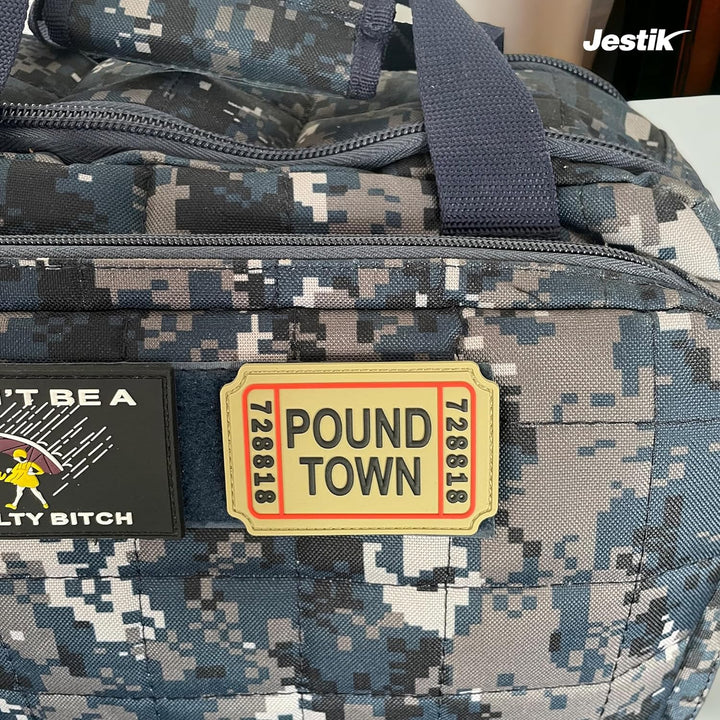 Jestik
'T BE A
LTY BITCH
728818
POUND
TOWN
728818